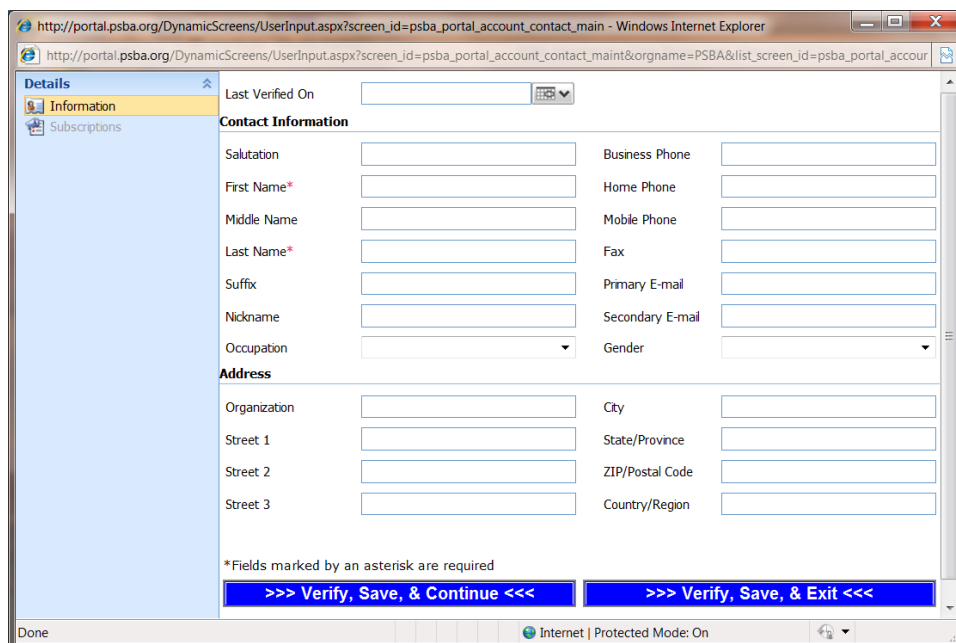 http://portal.psba.org/DynamicScreens/UserInput.aspx?screen_id=psba_portal_account_contact_main - Windows Internet Explorer
http://portal.psba.org/DynamicScreens/UserInput.aspx?screen_id=psba_portal_account_contact_maint&orgname=PSBA&list_screen_id=psba_portal_accour
Details
Information
Subscriptions
Last Verified On
Contact Information
Salutation Business Phone
First Name* Home Phone
Middle Name Mobile Phone
Last Name* Fax
Suffix Primary E-mail
Nickname Secondary E-mail
Occupation Gender
Address
Organization City
Street 1 State/Province
Street 2 ZIP/Postal Code
Street 3 Country/Region
*Fields marked by an asterisk are required
>>> Verify, Save, & Continue <<< >>> Verify, Save, & Exit <<<
Done Internet | Protected Mode: On